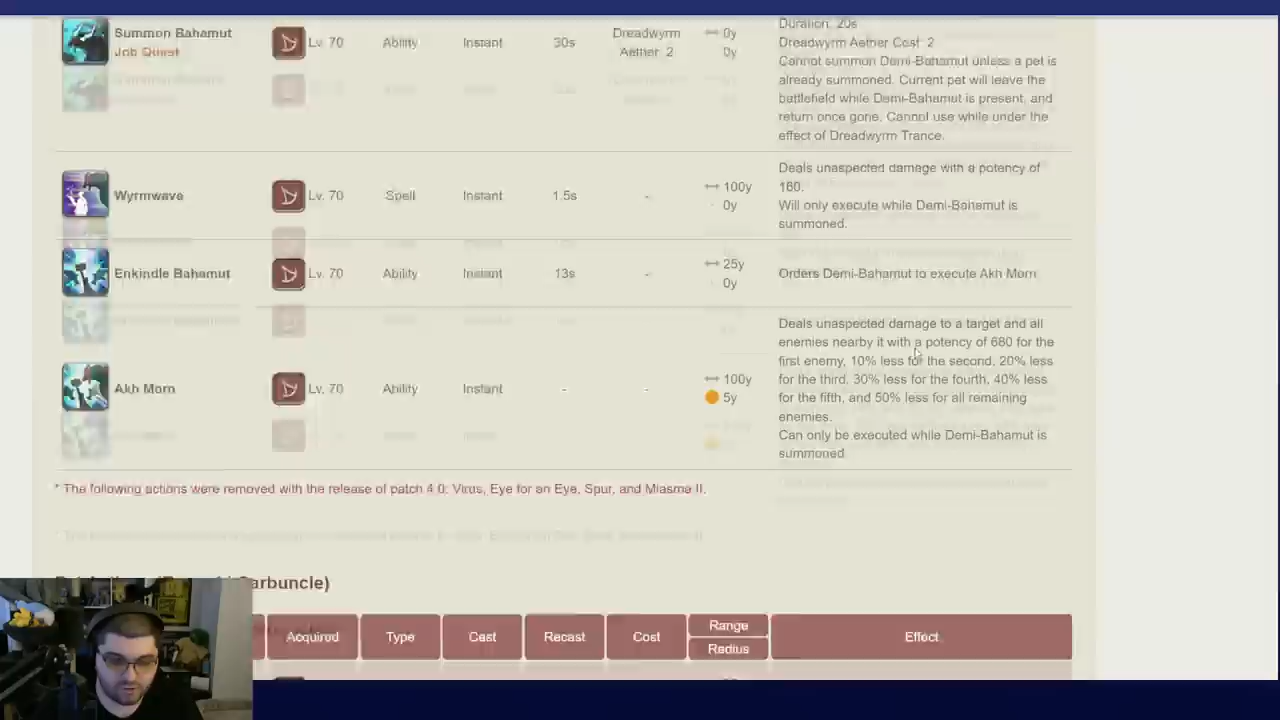 Summon Bahamut
Job Quest
Lv. 70
Ability
Instant
30s
Dreadwyrm
Aether: 2
0y
0y
Duration: 20s
Dreadwyrm Aether Cost: 2
Cannot summon Demi-Bahamut unless a pet is
already summoned. Current pet will leave the
battlefield while Demi-Bahamut is present, and
return once gone. Cannot use while under the
effect of Dreadwyrm Trance.
Wyrmwave
Lv. 70
Spell
Instant
1.5s
-
100y
0y
Deals unaspected damage with a potency of
160.
Will only execute while Demi-Bahamut is
summoned.
Enkindle Bahamut
Lv. 70
Ability
Instant
13s
-
25y
0y
Orders Demi-Bahamut to execute Akh Morn.
Akh Morn
Lv. 70
Ability
Instant
-
-
100y
5y
Deals unaspected damage to a target and all
enemies nearby it with a potency of 680 for the
first enemy, 10% less for the second, 20% less
for the third, 30% less for the fourth, 40% less
for the fifth, and 50% less for all remaining
enemies.
Can only be executed while Demi-Bahamut is
summoned.
* The following actions were removed with the release of patch 4.0: Virus, Eye for an Eye, Spur, and Miasma II.
Carbuncle)
Acquired
Type
Cast
Recast
Cost
Range
Radius
Effect